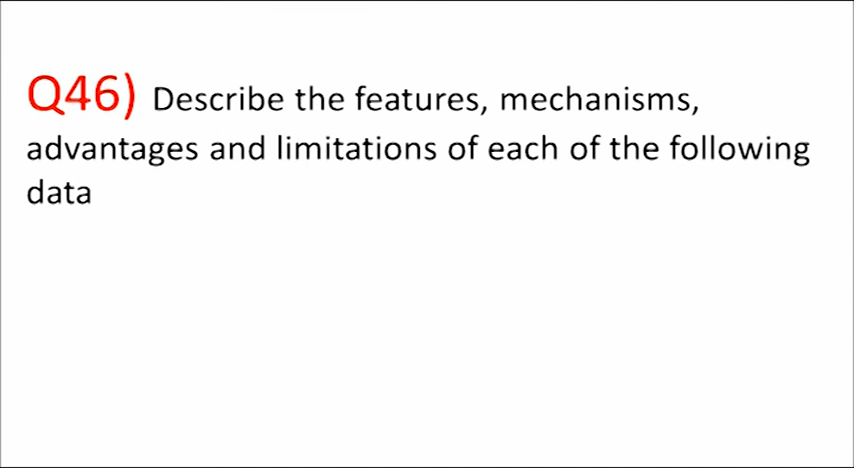 Q46) Describe the features, mechanisms,
advantages and limitations of each of the following
data